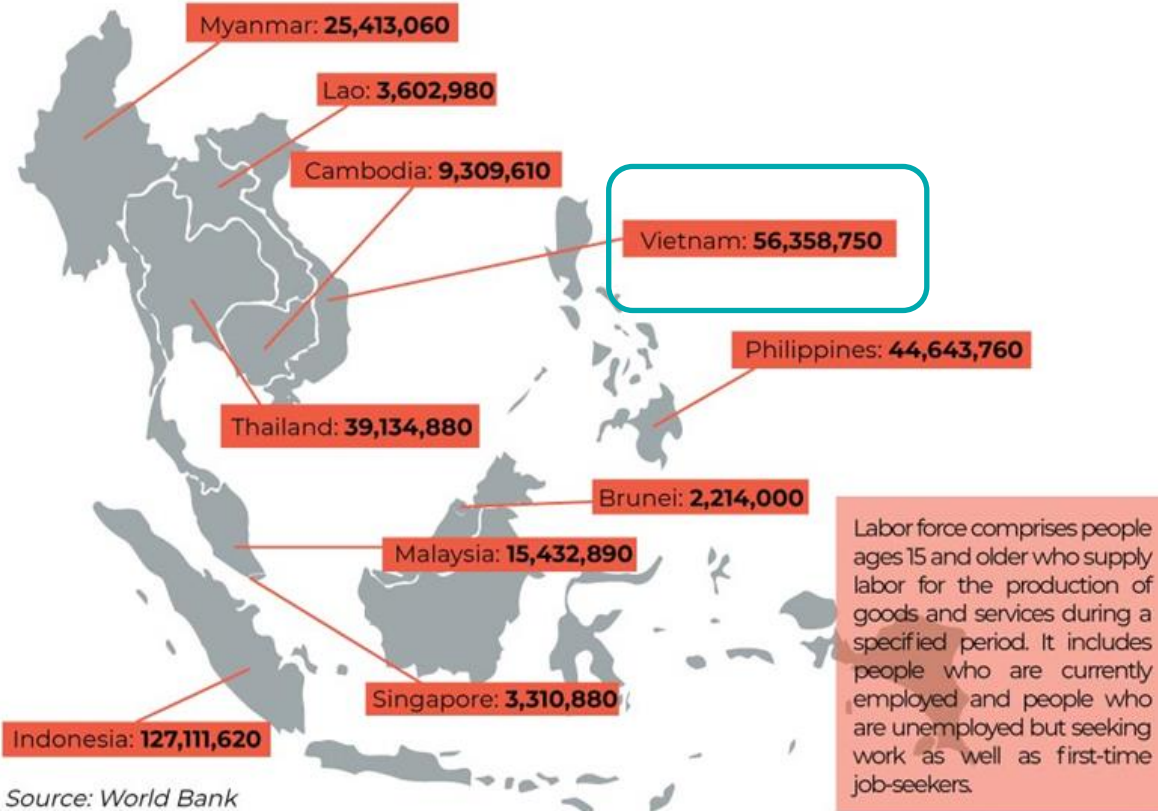 Myanmar: 25,413,060
Lao: 3,602,980
Cambodia: 9,309,610
Vietnam: 56,358,750
Philippines: 44,643,760
Thailand: 39,134,880
Brunei: 2,214,000
Malaysia: 15,432,890
Singapore: 3,310,880
Indonesia: 127,111,620
Labor force comprises people
ages 15 and older who supply
labor for the production of
goods and services during a
specified period. It includes
people who are currently
employed and people who
are unemployed but seeking
work as well as first-time
job-seekers.
Source: World Bank